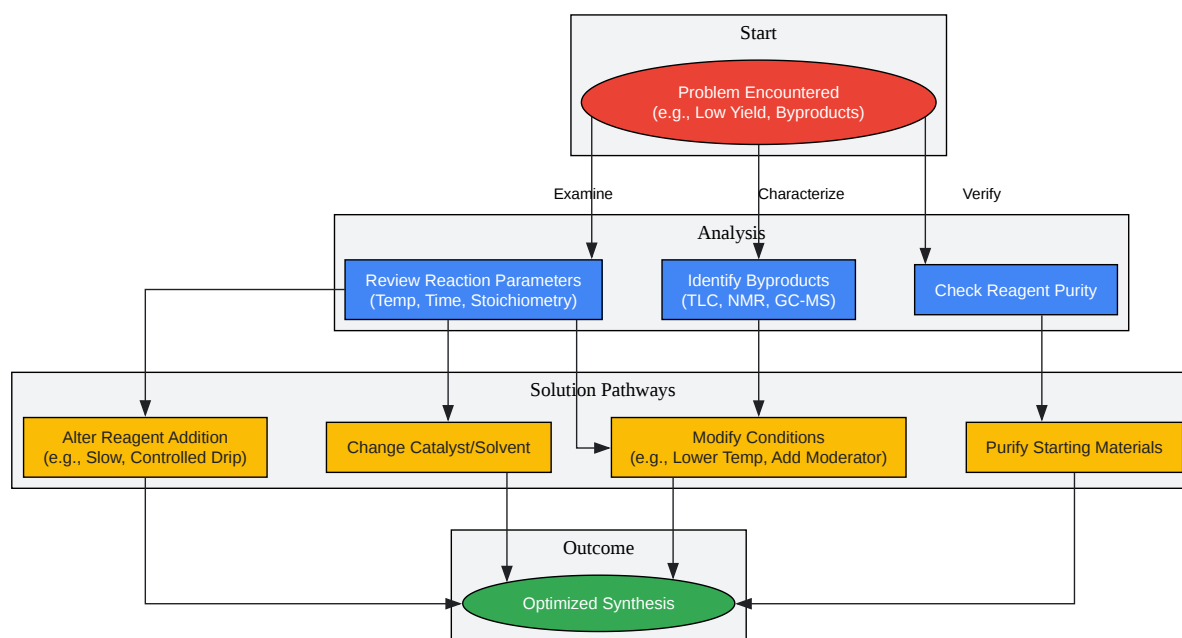 Start
Problem Encountered
(e.g., Low Yield, Byproducts)
Examine
Characterize
Verify
Analysis
Review Reaction Parameters
(Temp, Time, Stoichiometry)
Identify Byproducts
(TLC, NMR, GC-MS)
Check Reagent Purity
Solution Pathways
Alter Reagent Addition
(e.g., Slow, Controlled Drip)
Change Catalyst/Solvent
Modify Conditions
(e.g., Lower Temp, Add Moderator)
Purify Starting Materials
Outcome
Optimized Synthesis